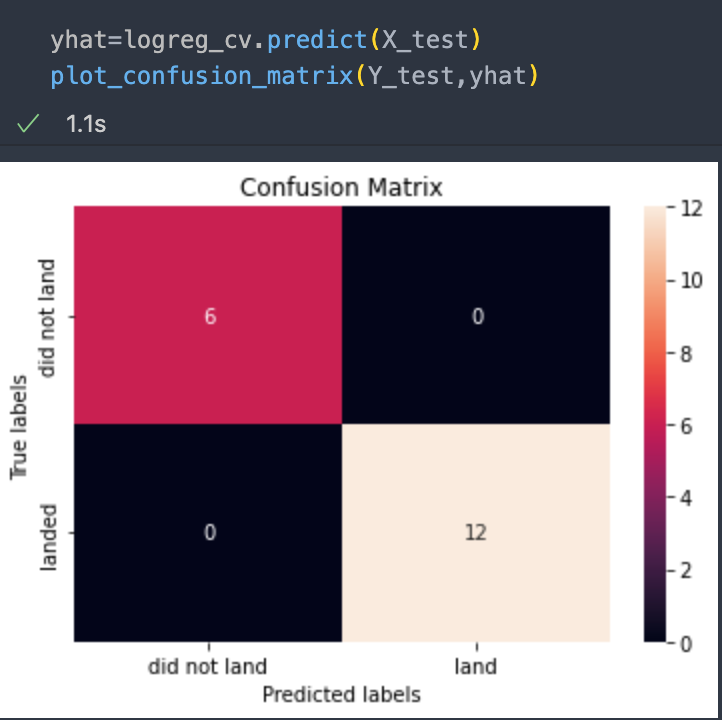 yhat=logreg_cv.predict(X_test)
plot_confusion_matrix(Y_test,yhat)
1.1s
Confusion Matrix
True labels
did not land
landed
6
0
0
12
did not land
land
Predicted labels
12
10
8
6
4
2
0